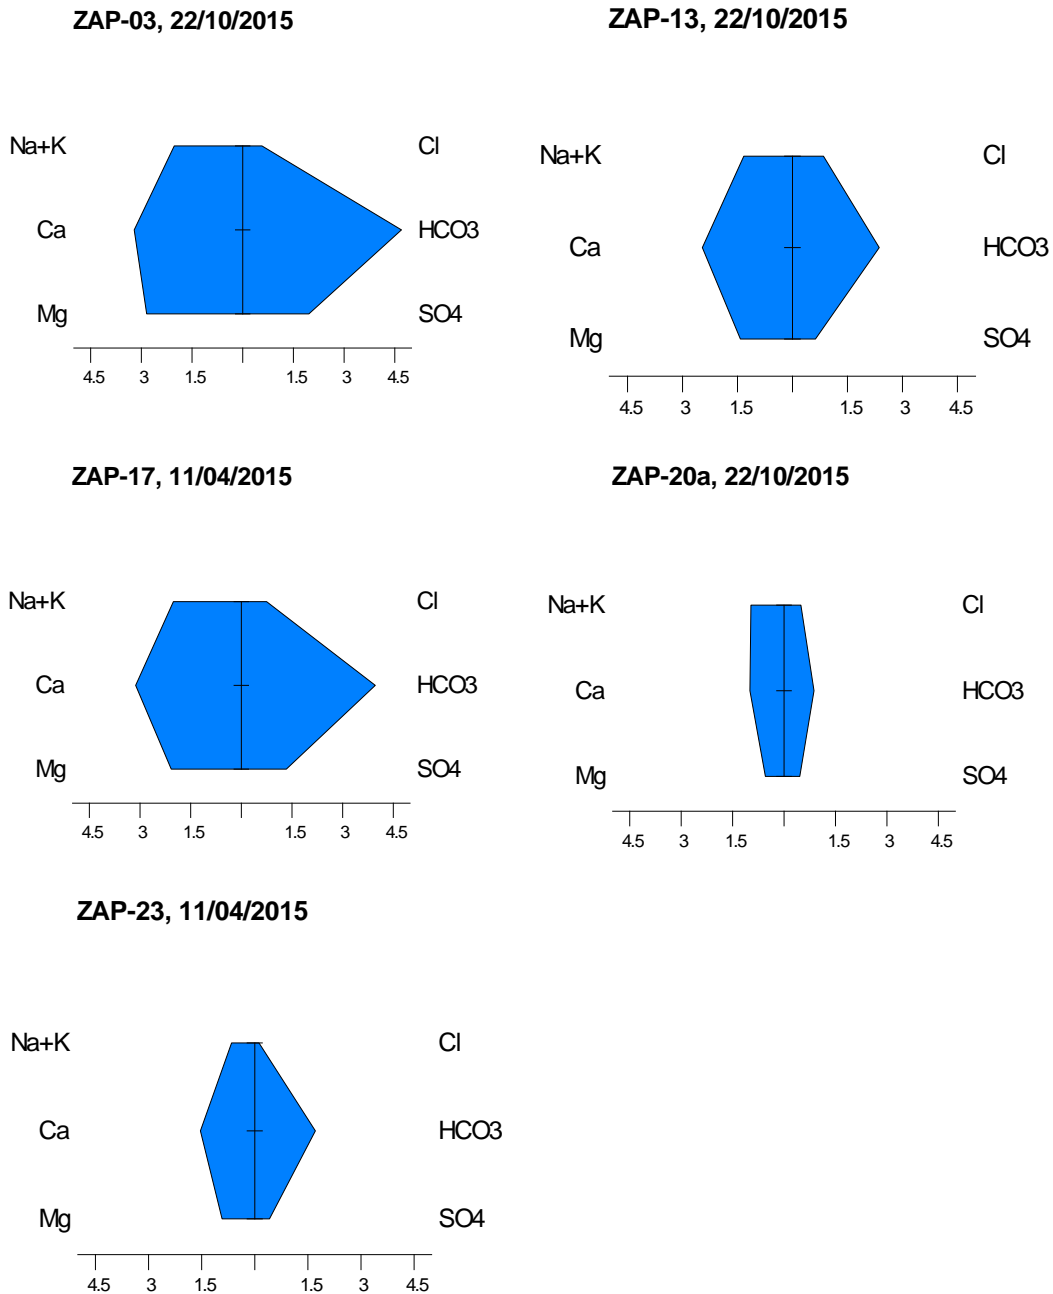 ZAP-03, 22/10/2015
Na+K Cl
Ca HCO3
Mg SO4
4.5 3 1.5 1.5 3 4.5
ZAP-13, 22/10/2015
Na+K Cl
Ca HCO3
Mg SO4
4.5 3 1.5 1.5 3 4.5
ZAP-17, 11/04/2015
Na+K Cl
Ca HCO3
Mg SO4
4.5 3 1.5 1.5 3 4.5
ZAP-20a, 22/10/2015
Na+K Cl
Ca HCO3
Mg SO4
4.5 3 1.5 1.5 3 4.5
ZAP-23, 11/04/2015
Na+K Cl
Ca HCO3
Mg SO4
4.5 3 1.5 1.5 3 4.5